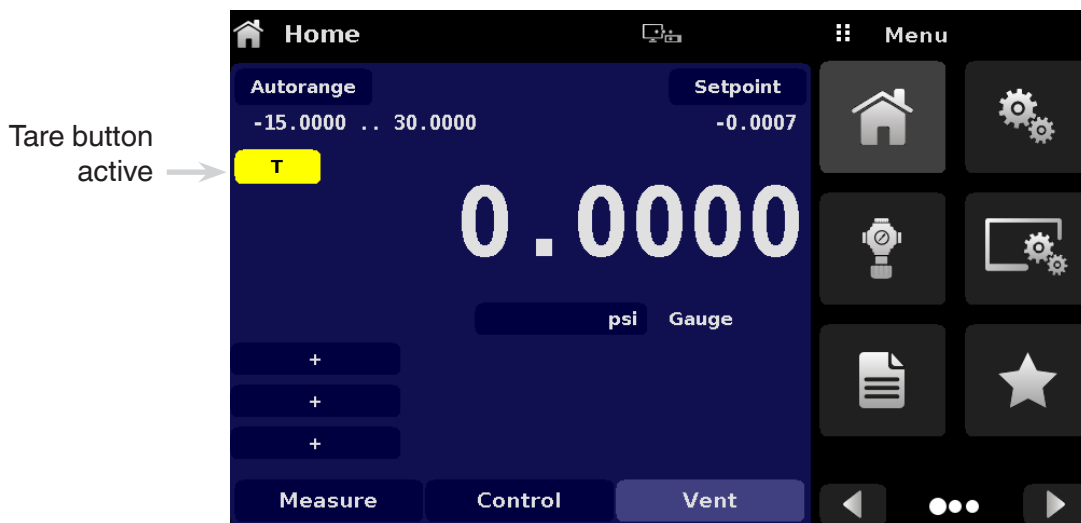 Home
Menu
Autorange
Setpoint
-15.0000 .. 30.0000
-0.0007
Tare button
active
T
0.0000
psi
Gauge
+
+
+
Measure
Control
Vent